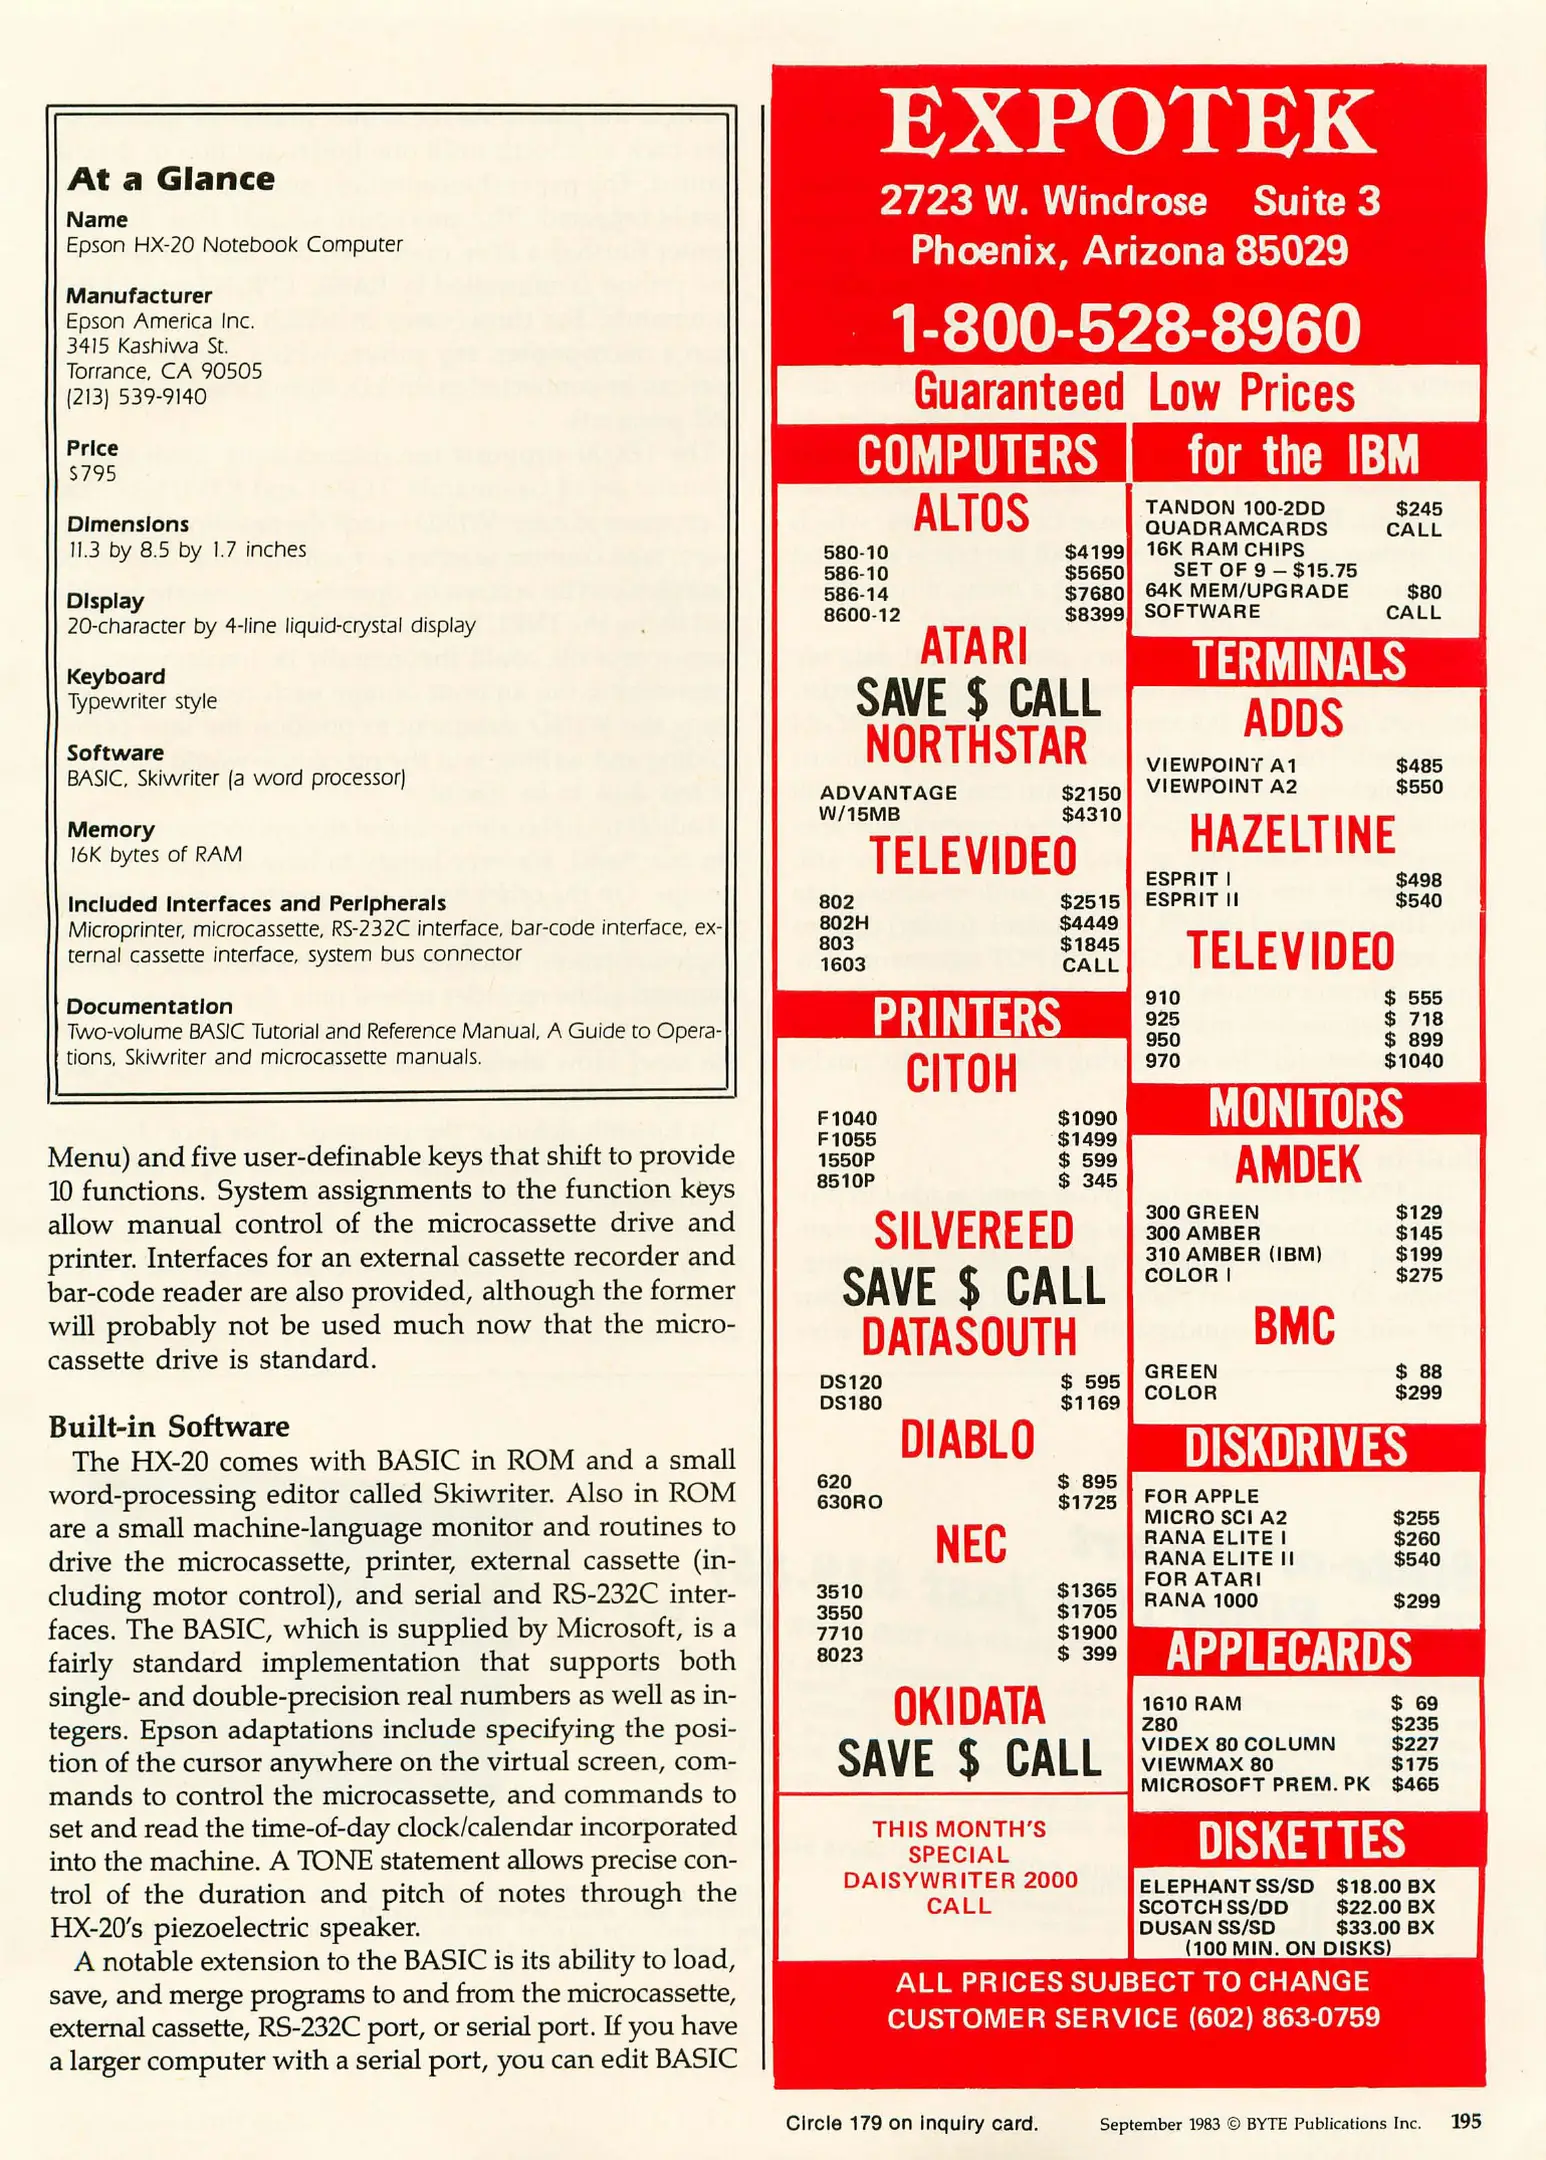 At a Glance
Name
Epson HX-20 Notebook Computer
Manufacturer
Epson America Inc.
3415 Kashiwa St.
Torrance, CA 90505
(213) 539-9140
Price
$795
Dimensions
11.3 by 8.5 by 1.7 inches
Display
20-character by 4-line liquid-crystal display
Keyboard
Typewriter style
Software
BASIC, Skiwriter (a word processor)
Memory
16K bytes of RAM
Included Interfaces and Peripherals
Microprinter, microcassette, RS-232C interface, bar-code interface, ex-
ternal cassette interface, system bus connector
Documentation
Two-volume BASIC Tutorial and Reference Manual, A Guide to Opera-
tions, Skiwriter and microcassette manuals.
Menu) and five user-definable keys that shift to provide
10 functions. System assignments to the function keys
allow manual control of the microcassette drive and
printer. Interfaces for an external cassette recorder and
bar-code reader are also provided, although the former
will probably not be used much now that the micro-
cassette drive is standard.
Built-in Software
The HX-20 comes with BASIC in ROM and a small
word-processing editor called Skiwriter. Also in ROM
are a small machine-language monitor and routines to
drive the microcassette, printer, external cassette (in-
cluding motor control), and serial and RS-232C inter-
faces. The BASIC, which is supplied by Microsoft, is a
fairly standard implementation that supports both
single- and double-precision real numbers as well as in-
tegers. Epson adaptations include specifying the posi-
tion of the cursor anywhere on the virtual screen, com-
mands to control the microcassette, and commands to
set and read the time-of-day clock/calendar incorporated
into the machine. A TONE statement allows precise con-
trol of the duration and pitch of notes through the
HX-20's piezoelectric speaker.
A notable extension to the BASIC is its ability to load,
save, and merge programs to and from the microcassette,
external cassette, RS-232C port, or serial port. If you have
a larger computer with a serial port, you can edit BASIC
EXPOTEK
2723 W. Windrose Suite 3
Phoenix, Arizona 85029
1-800-528-8960
Guaranteed Low Prices
COMPUTERS
ALTOS
580-10 $4199
586-10 $5650
586-14 $7680
8600-12 $8399
ATARI
SAVE $ CALL
NORTHSTAR
ADVANTAGE $2150
W/15MB $4310
TELEVIDEO
802 $2515
802H $4449
803 $1845
1603 CALL
PRINTERS
CITOH
F1040 $1090
F1055 $1499
1550P $ 599
8510P $ 345
SILVEREED
SAVE $ CALL
DATASOUTH
DS120 $ 595
DS180 $1169
DIABLO
620 $ 895
630RO $1725
NEC
3510 $1365
3550 $1705
7710 $1900
8023 $ 399
OKIDATA
SAVE $ CALL
THIS MONTH'S
SPECIAL
DAISYWRITER 2000
CALL
for the IBM
TANDON 100-2DD $245
QUADRAMCARDS CALL
16K RAM CHIPS
SET OF 9 – $15.75
64K MEM/UPGRADE $80
SOFTWARE CALL
TERMINALS
ADDS
VIEWPOINT A1 $485
VIEWPOINT A2 $550
HAZELTINE
ESPRIT I $498
ESPRIT II $540
TELEVIDEO
910 $ 555
925 $ 718
950 $ 899
970 $1040
MONITORS
AMDEK
300 GREEN $129
300 AMBER $145
310 AMBER (IBM) $199
COLOR I $275
BMC
GREEN $ 88
COLOR $299
DISKDRIVES
FOR APPLE
MICRO SCI A2 $255
RANA ELITE I $260
RANA ELITE II $540
FOR ATARI
RANA 1000 $299
APPLECARDS
1610 RAM $ 69
Z80 $235
VIDEX 80 COLUMN $227
VIEWMAX 80 $175
MICROSOFT PREM. PK $465
DISKETTES
ELEPHANT SS/SD $18.00 BX
SCOTCH SS/DD $22.00 BX
DUSAN SS/SD $33.00 BX
(100 MIN. ON DISKS)
ALL PRICES SUJBECT TO CHANGE
CUSTOMER SERVICE (602) 863-0759
Circle 179 on inquiry card.
September 1983 © BYTE Publications Inc. 195